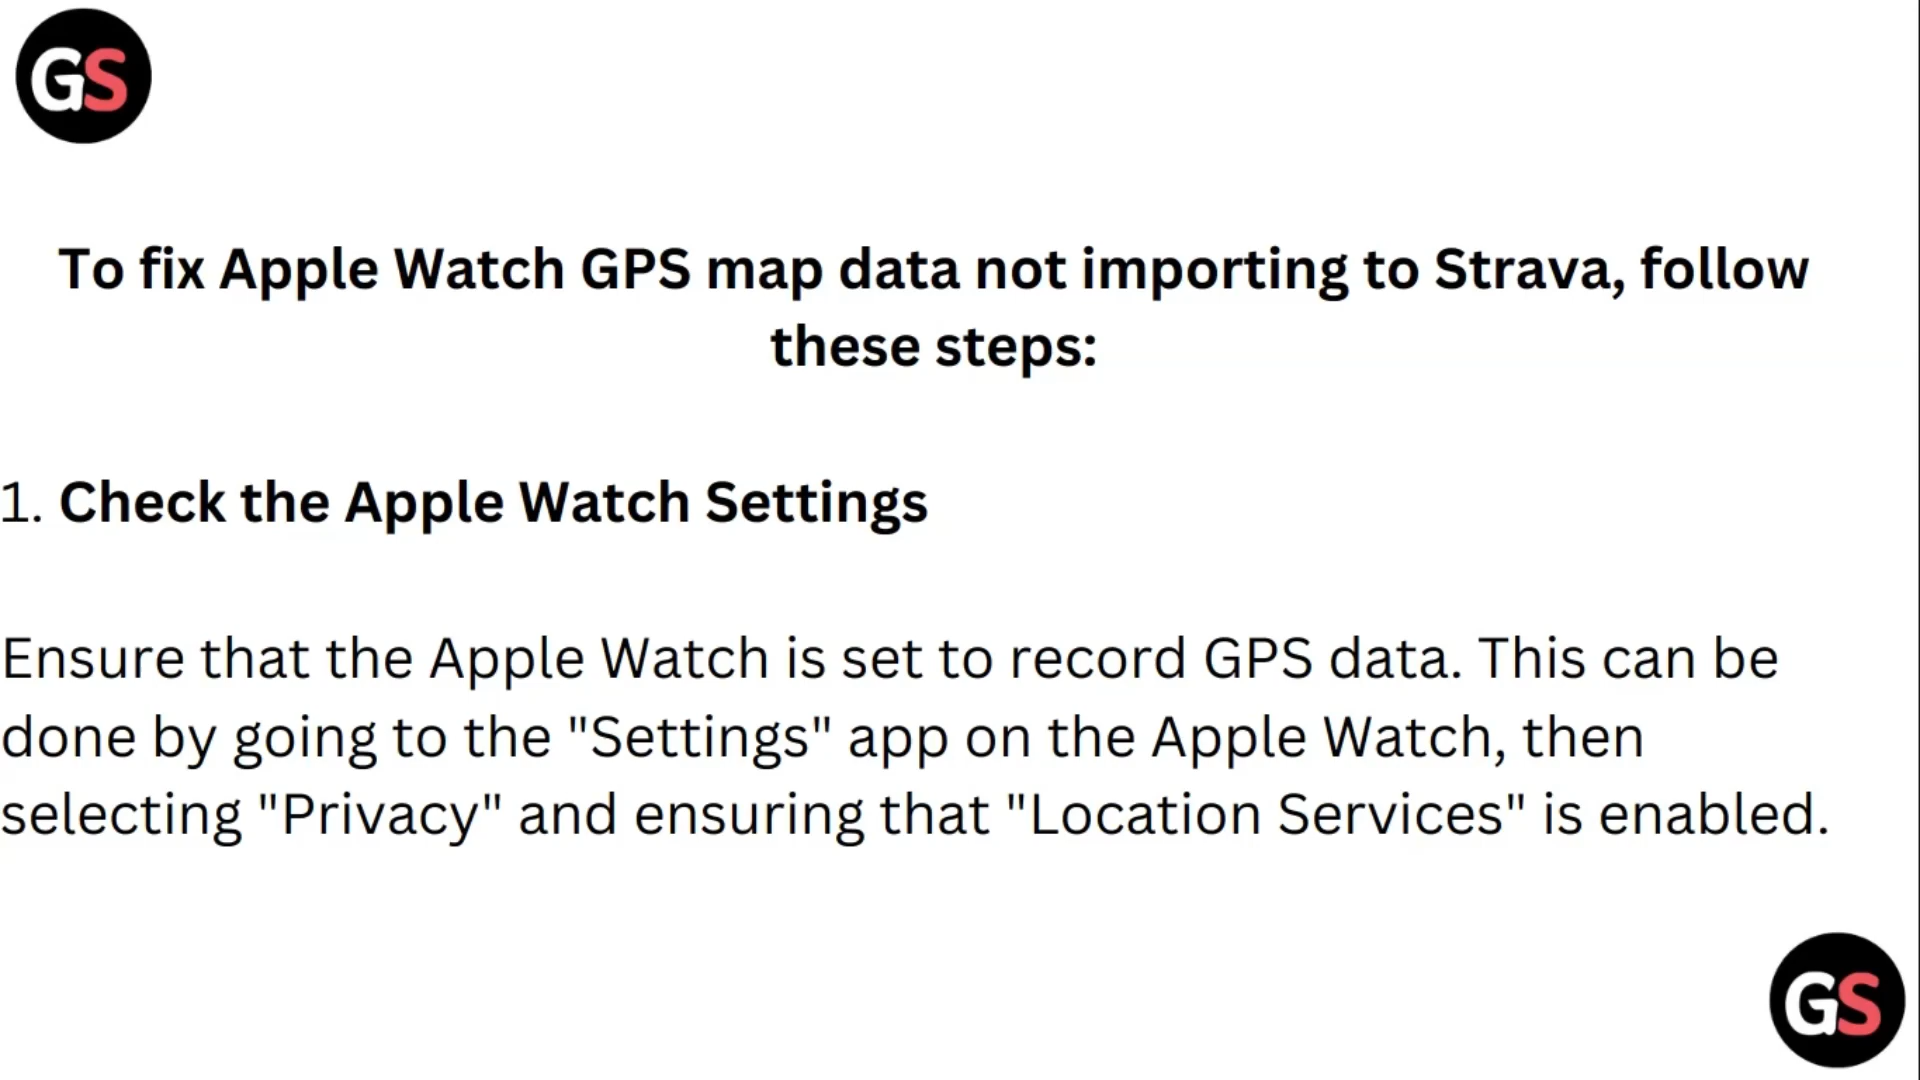 GS
To fix Apple Watch GPS map data not importing to Strava, follow
these steps:
1. Check the Apple Watch Settings
Ensure that the Apple Watch is set to record GPS data. This can be
done by going to the "Settings" app on the Apple Watch, then
selecting "Privacy" and ensuring that "Location Services" is enabled.
GS